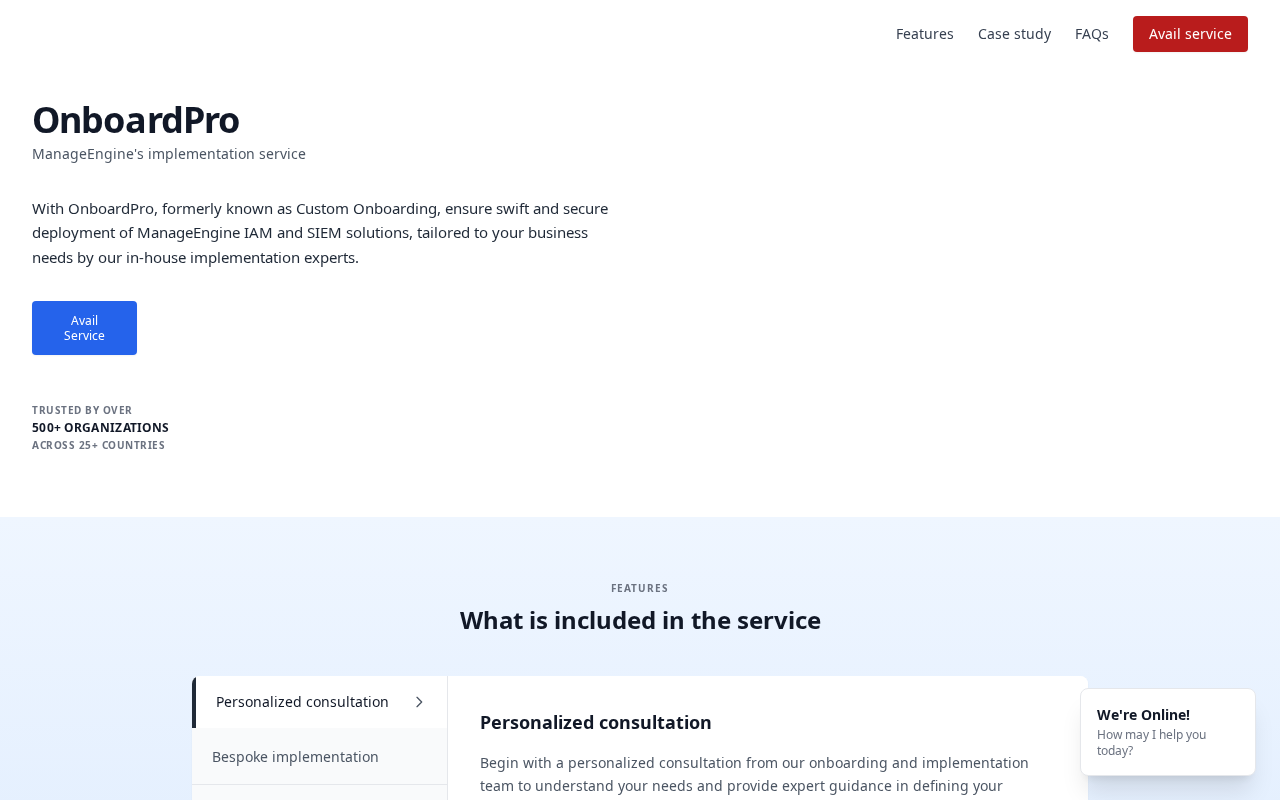 Features Case study FAQs Avail service
OnboardPro
ManageEngine's implementation service
With OnboardPro, formerly known as Custom Onboarding, ensure swift and secure
deployment of ManageEngine IAM and SIEM solutions, tailored to your business
needs by our in-house implementation experts.
Avail
Service
TRUSTED BY OVER
500+ ORGANIZATIONS
ACROSS 25+ COUNTRIES
FEATURES
What is included in the service
Personalized consultation
Bespoke implementation
Personalized consultation
Begin with a personalized consultation from our onboarding and implementation
team to understand your needs and provide expert guidance in defining your
We're Online!
How may I help you
today?